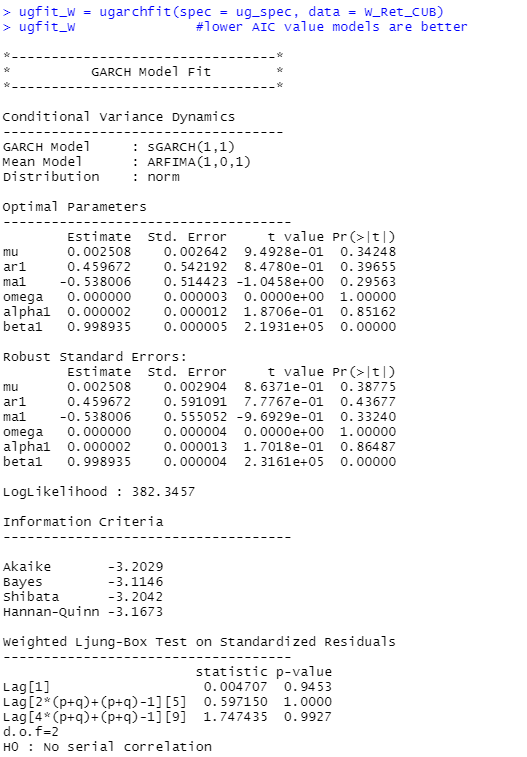 > ugfit_W = ugarchfit(spec = ug_spec, data = W_Ret_CUB)
> ugfit_W                #lower AIC value models are better
*---------------------------------*
*          GARCH Model Fit        *
*---------------------------------*
Conditional Variance Dynamics
-----------------------------------
GARCH Model     : sGARCH(1,1)
Mean Model      : ARFIMA(1,0,1)
Distribution    : norm
Optimal Parameters
------------------------------------
        Estimate  Std. Error     t value Pr(>|t|)
mu      0.002508    0.002642  9.4928e-01  0.34248
ar1     0.459672    0.542192  8.4780e-01  0.39655
ma1    -0.538006    0.514423 -1.0458e+00  0.29563
omega   0.000000    0.000003  0.0000e+00  1.00000
alpha1  0.000002    0.000012  1.8706e-01  0.85162
beta1   0.998935    0.000005  2.1931e+05  0.00000
Robust Standard Errors:
        Estimate  Std. Error     t value Pr(>|t|)
mu      0.002508    0.002904  8.6371e-01  0.38775
ar1     0.459672    0.591091  7.7767e-01  0.43677
ma1    -0.538006    0.555052 -9.6929e-01  0.33240
omega   0.000000    0.000004  0.0000e+00  1.00000
alpha1  0.000002    0.000013  1.7018e-01  0.86487
beta1   0.998935    0.000004  2.3161e+05  0.00000
LogLikelihood : 382.3457
Information Criteria
------------------------------------
Akaike       -3.2029
Bayes        -3.1146
Shibata      -3.2042
Hannan-Quinn -3.1673
Weighted Ljung-Box Test on Standardized Residuals
------------------------------------
                        statistic p-value
Lag[1]                   0.004707  0.9453
Lag[2*(p+q)+(p+q)-1][5]  0.597150  1.0000
Lag[4*(p+q)+(p+q)-1][9]  1.747435  0.9927
d.o.f=2
H0 : No serial correlation